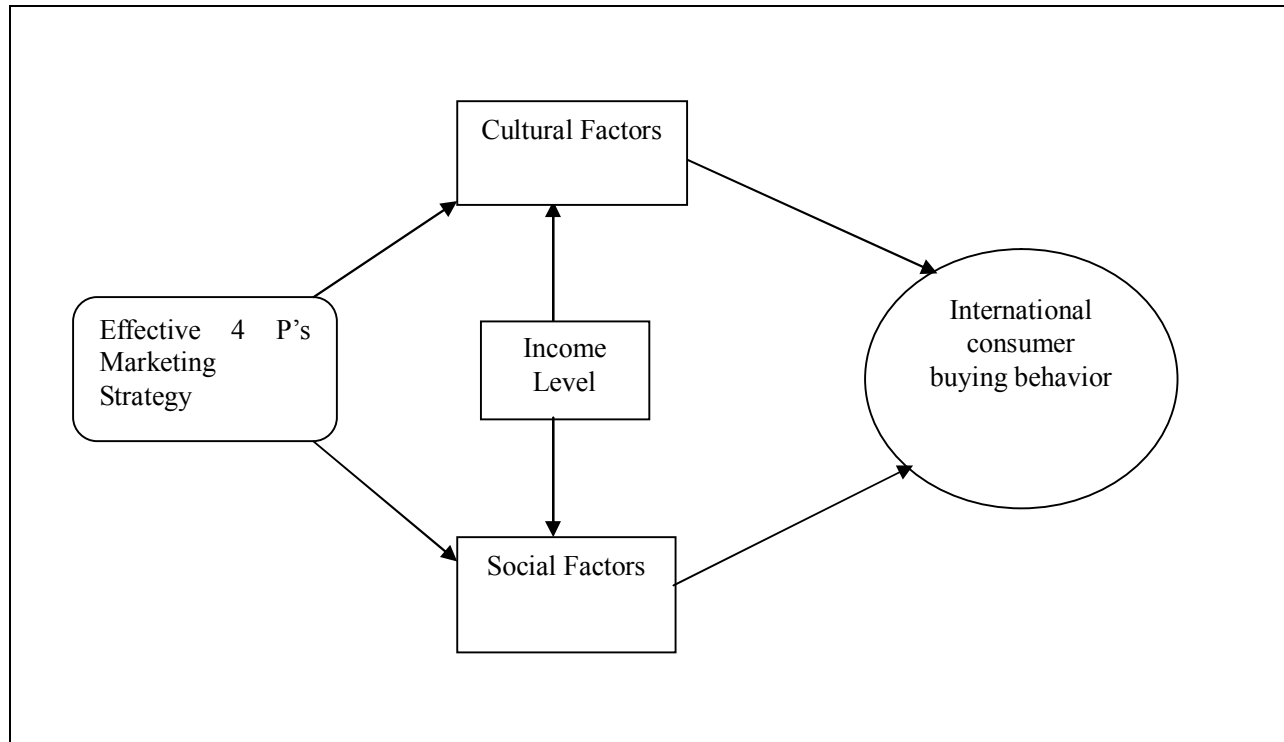 Cultural Factors
Effective 4 P’s
Marketing
Strategy
Income
Level
International
consumer
buying behavior
Social Factors